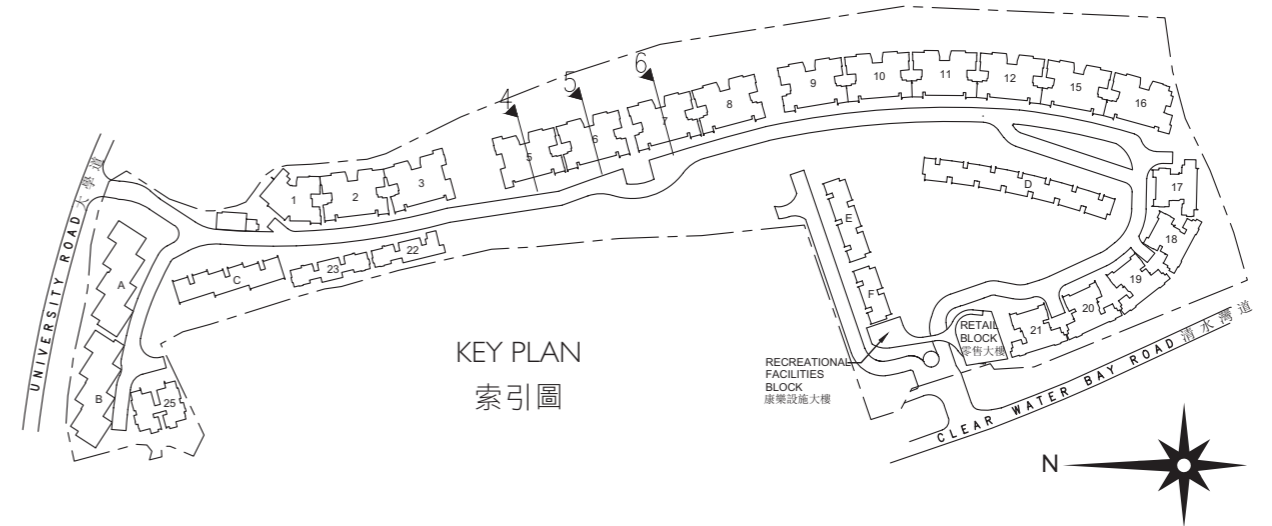 4
5
6
1
2
3
5
6
7
8
9
10
11
12
15
16
17
18
19
20
21
22
23
25
A
B
C
D
E
F
UNIVERSITY ROAD 大學道
KEY PLAN
索引圖
RETAIL
BLOCK
零售大樓
RECREATIONAL
FACILITIES
BLOCK
康樂設施大樓
CLEAR WATER BAY ROAD 清水灣道
N